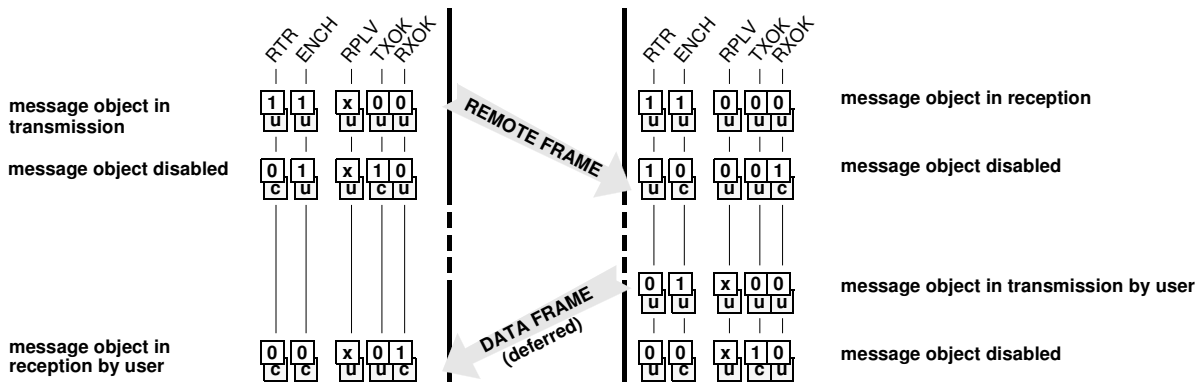 RTR ENCH RPLV TXOK RXOK
RTR ENCH RPLV TXOK RXOK
message object in
transmission
1 1 x 0 0
u u u u u
REMOTE FRAME
1 1 0 0 0
u u u u u
message object in reception
message object disabled
0 1 x 1 0
c u u c u
1 0 0 0 1
u c u u c
message object disabled
0 1 x 0 0
u u u u u
message object in transmission by user
DATA FRAME
(deferred)
message object in
reception by user
0 0 x 0 1
c c u u c
0 0 x 1 0
u c u c u
message object disabled